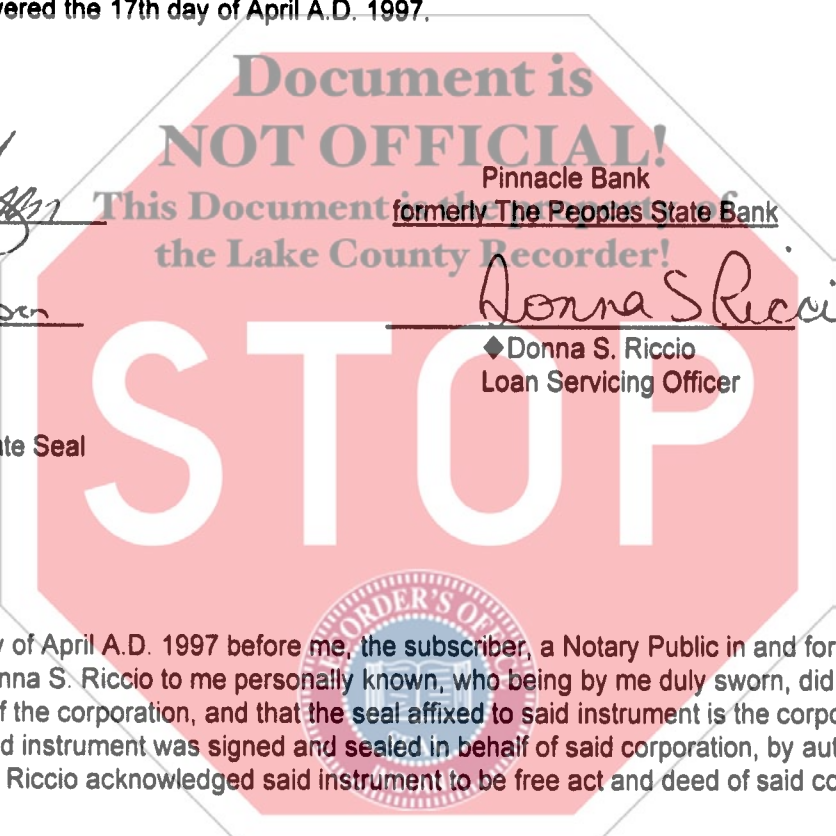 ered the 17th day of April A.D. 1997.
Document is
NOT OFFICIAL!
Pinnacle Bank
This Document is the property of
formerly The Peoples State Bank
the Lake County Recorder!
Donna S Ricci
STOP
◆Donna S. Riccio
Loan Servicing Officer
te Seal
RECORDER'S OFFIC
of April A.D. 1997 before me, the subscriber, a Notary Public in and for
nna S. Riccio to me personally known, who being by me duly sworn, did
f the corporation, and that the seal affixed to said instrument is the corpo
d instrument was signed and sealed in behalf of said corporation, by aut
Riccio acknowledged said instrument to be free act and deed of said co
SEAL